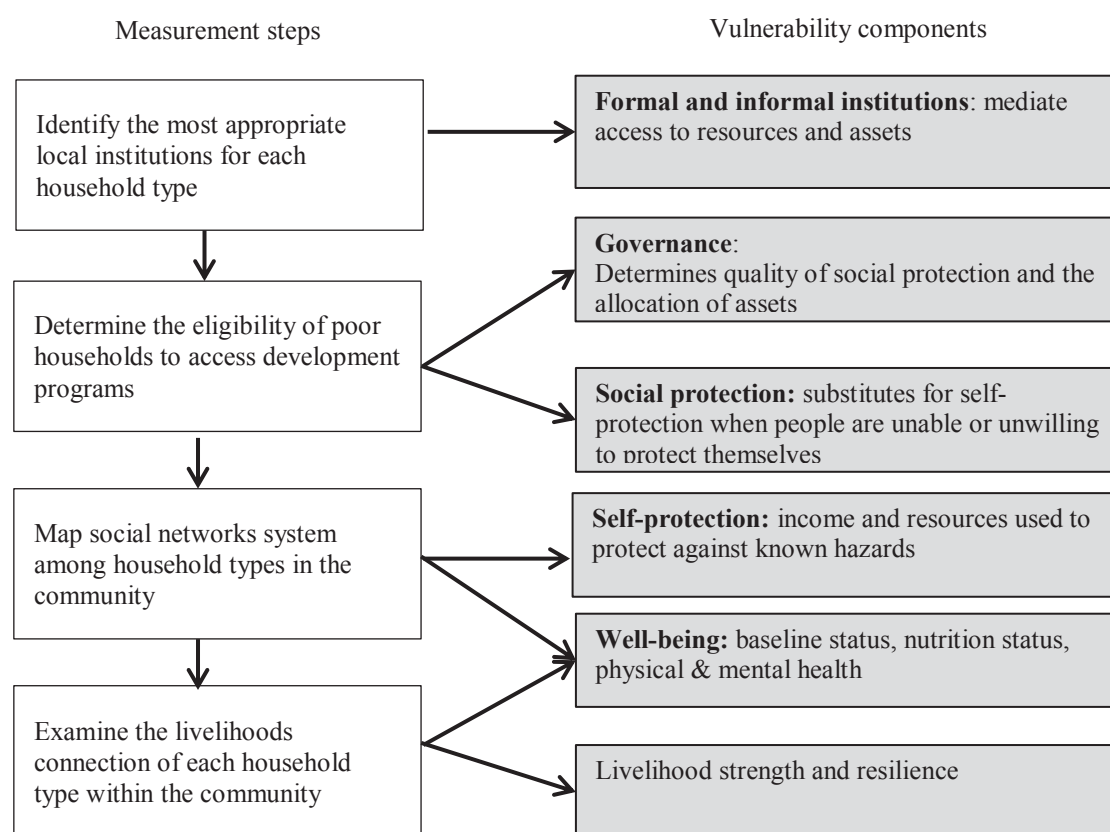 Measurement steps
Vulnerability components
Identify the most appropriate
local institutions for each
household type
Formal and informal institutions: mediate
access to resources and assets
Determine the eligibility of poor
households to access development
programs
Governance:
Determines quality of social protection and the
allocation of assets
Social protection: substitutes for self-
protection when people are unable or unwilling
to protect themselves
Map social networks system
among household types in the
community
Self-protection: income and resources used to
protect against known hazards
Well-being: baseline status, nutrition status,
physical & mental health
Examine the livelihoods
connection of each household
type within the community
Livelihood strength and resilience